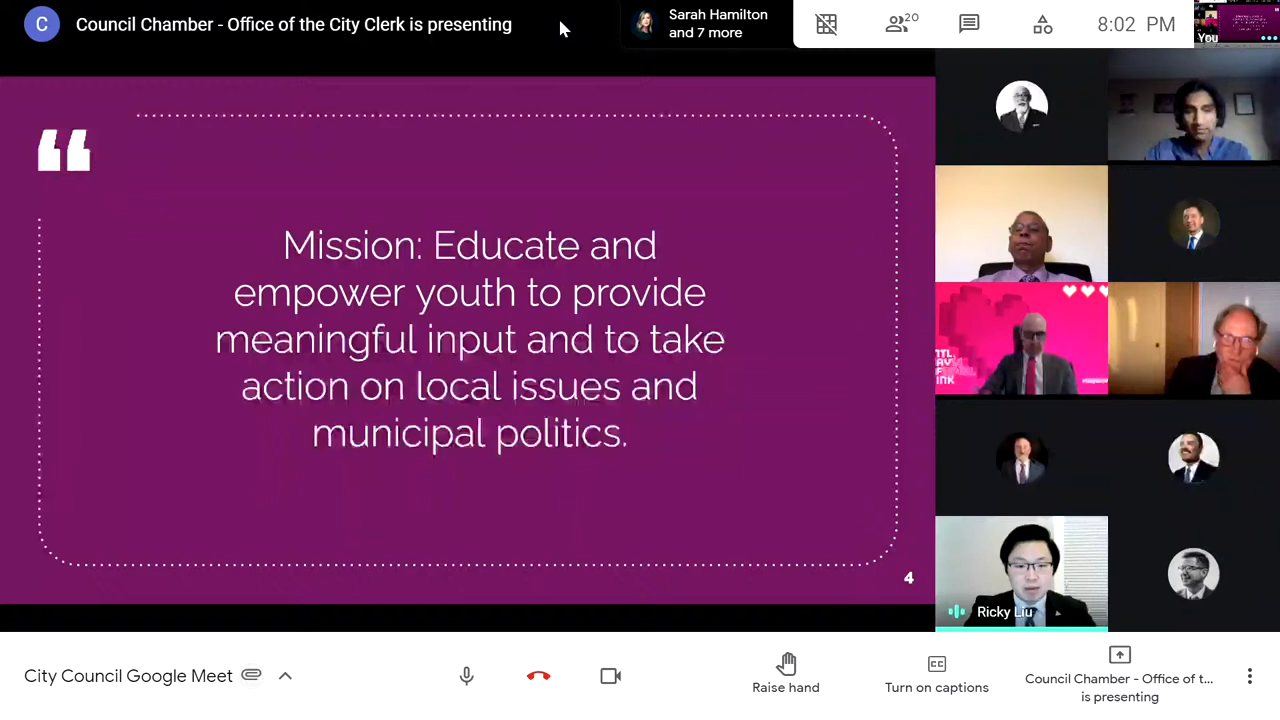 C
Council Chamber - Office of the City Clerk is presenting
Sarah Hamilton
and 7 more
20
8:02 PM
You
“
Mission: Educate and
empower youth to provide
meaningful input and to take
action on local issues and
municipal politics.
4
Ricky Liu
City Council Google Meet
Raise hand
Turn on captions
Council Chamber - Office of t...
is presenting